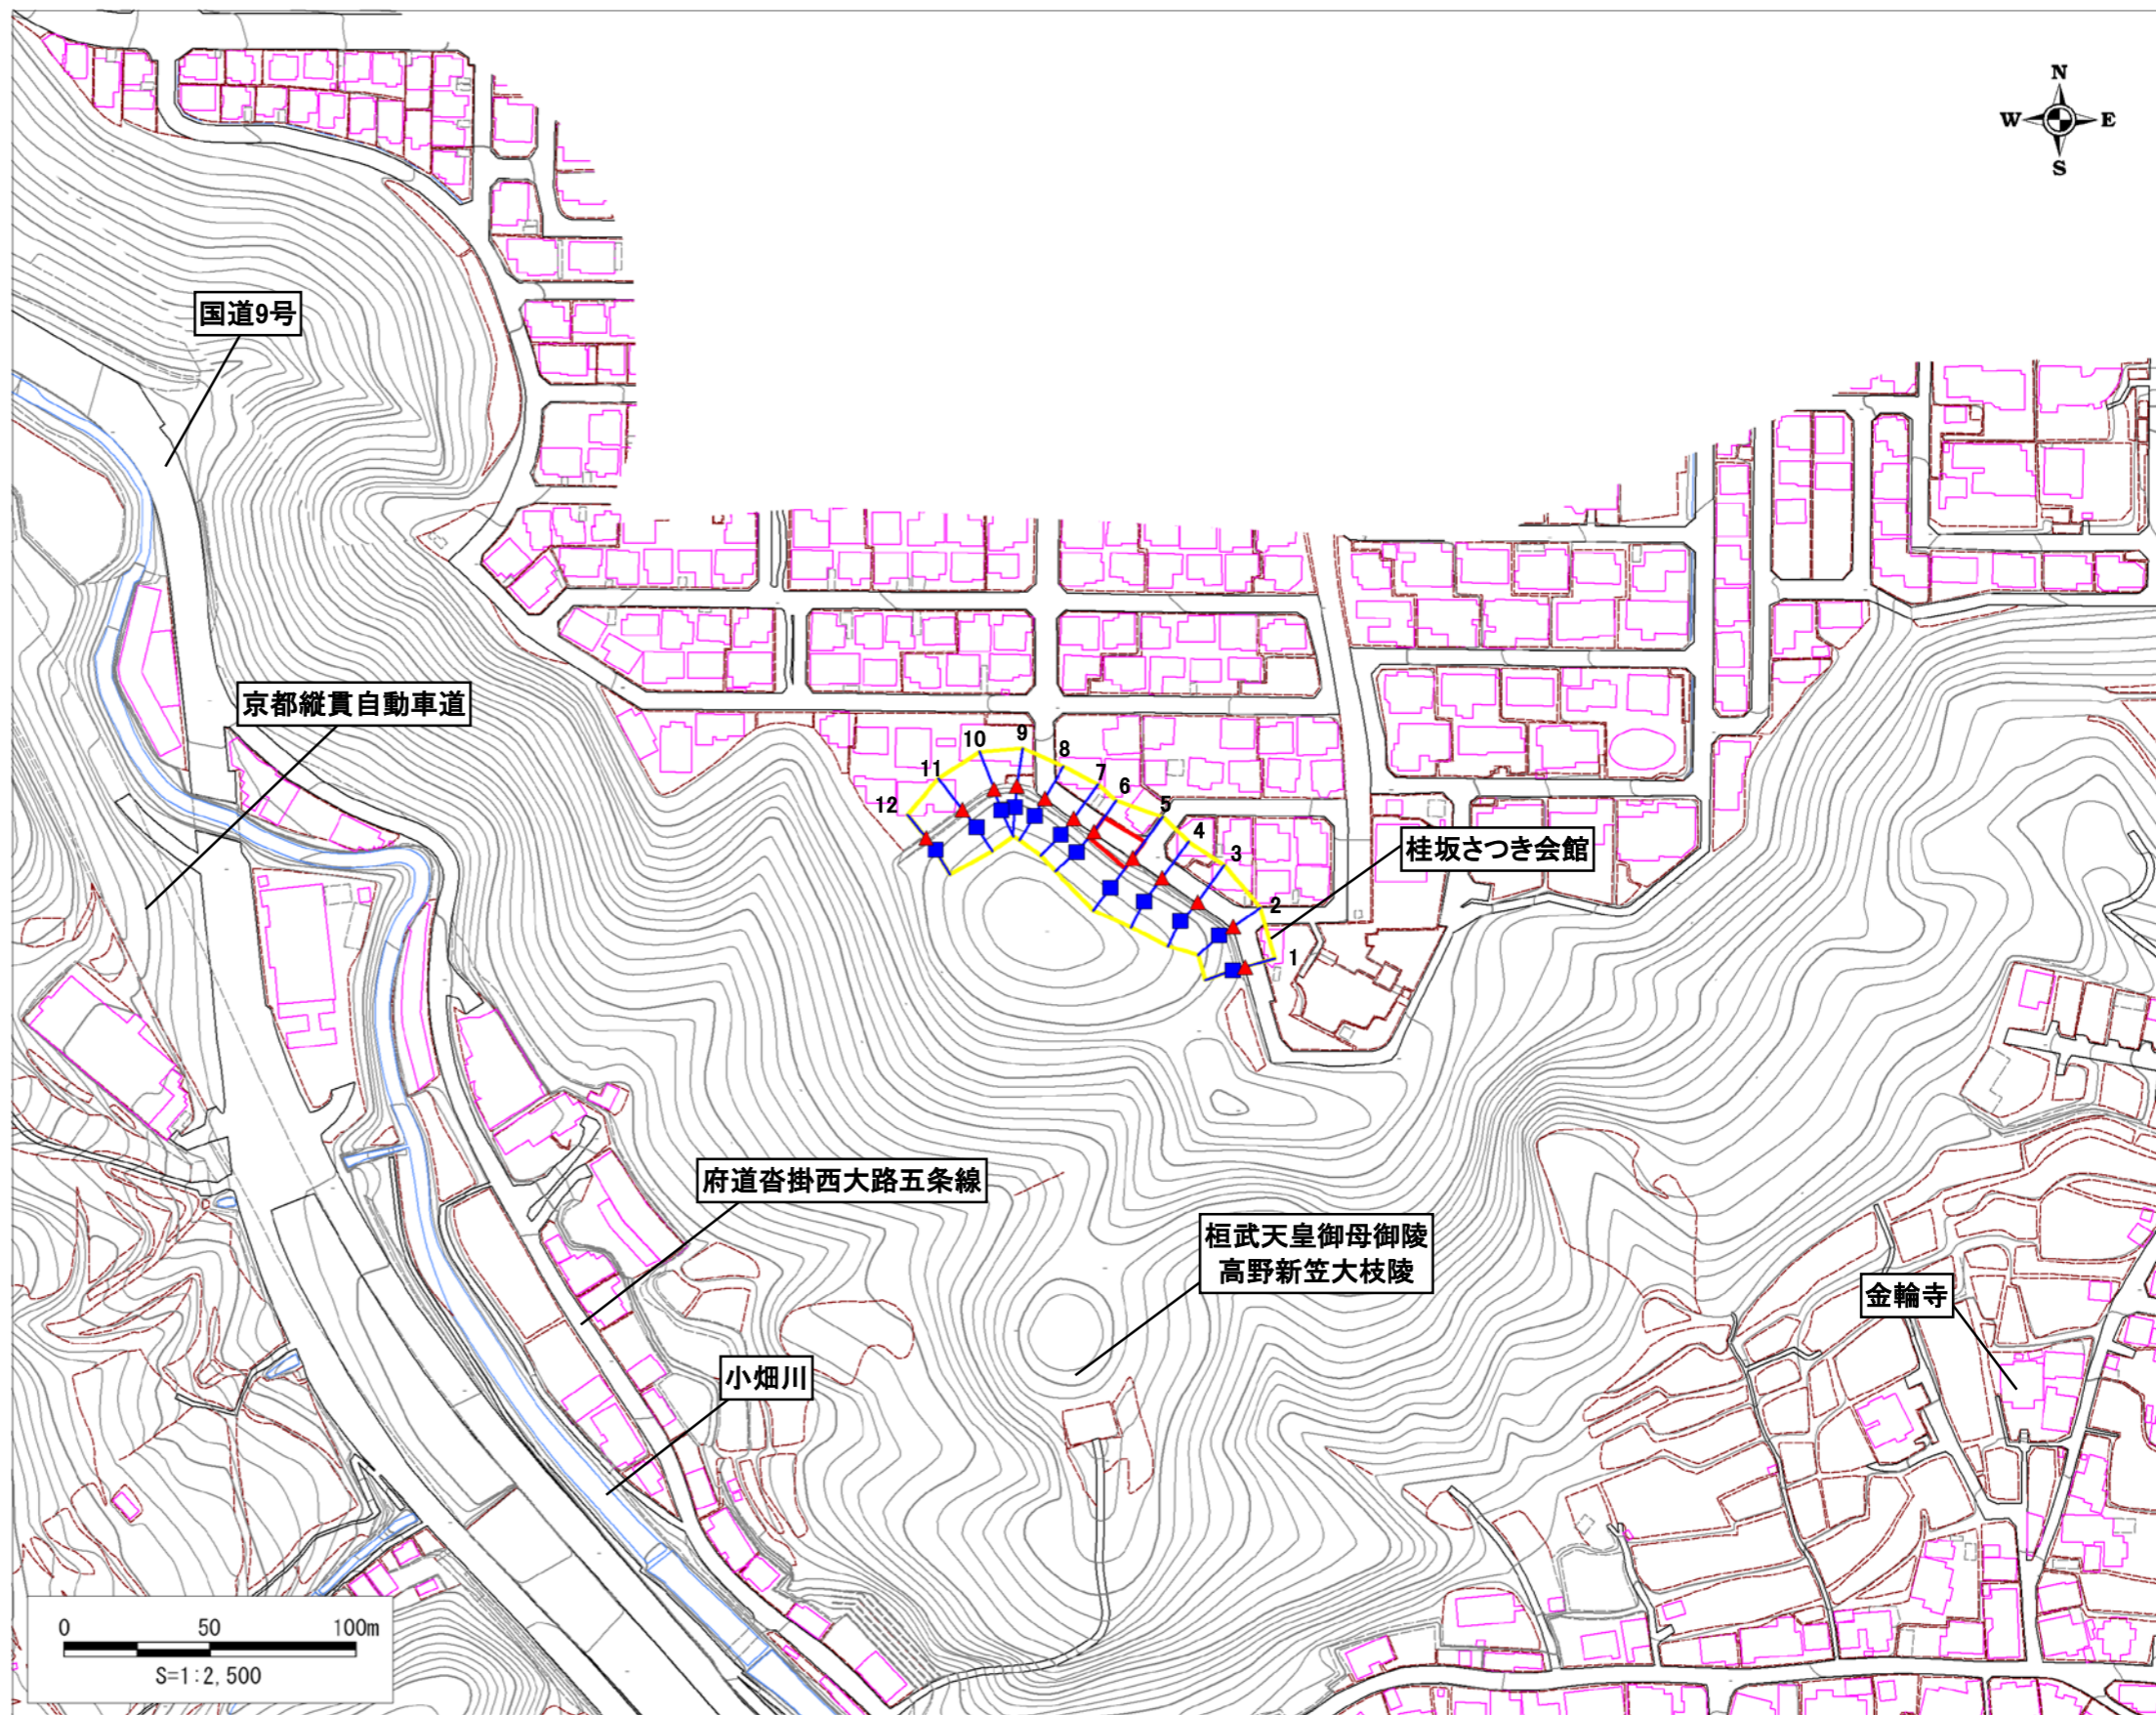 N
W E
S
国道9号
京都縦貫自動車道
10
9
8
11
7
6
12
5
4
3
桂坂さつき会館
2
1
府道沓掛西大路五条線
桓武天皇御母御陵
高野新笠大枝陵
金輪寺
小畑川
0 50 100m
S=1:2,500